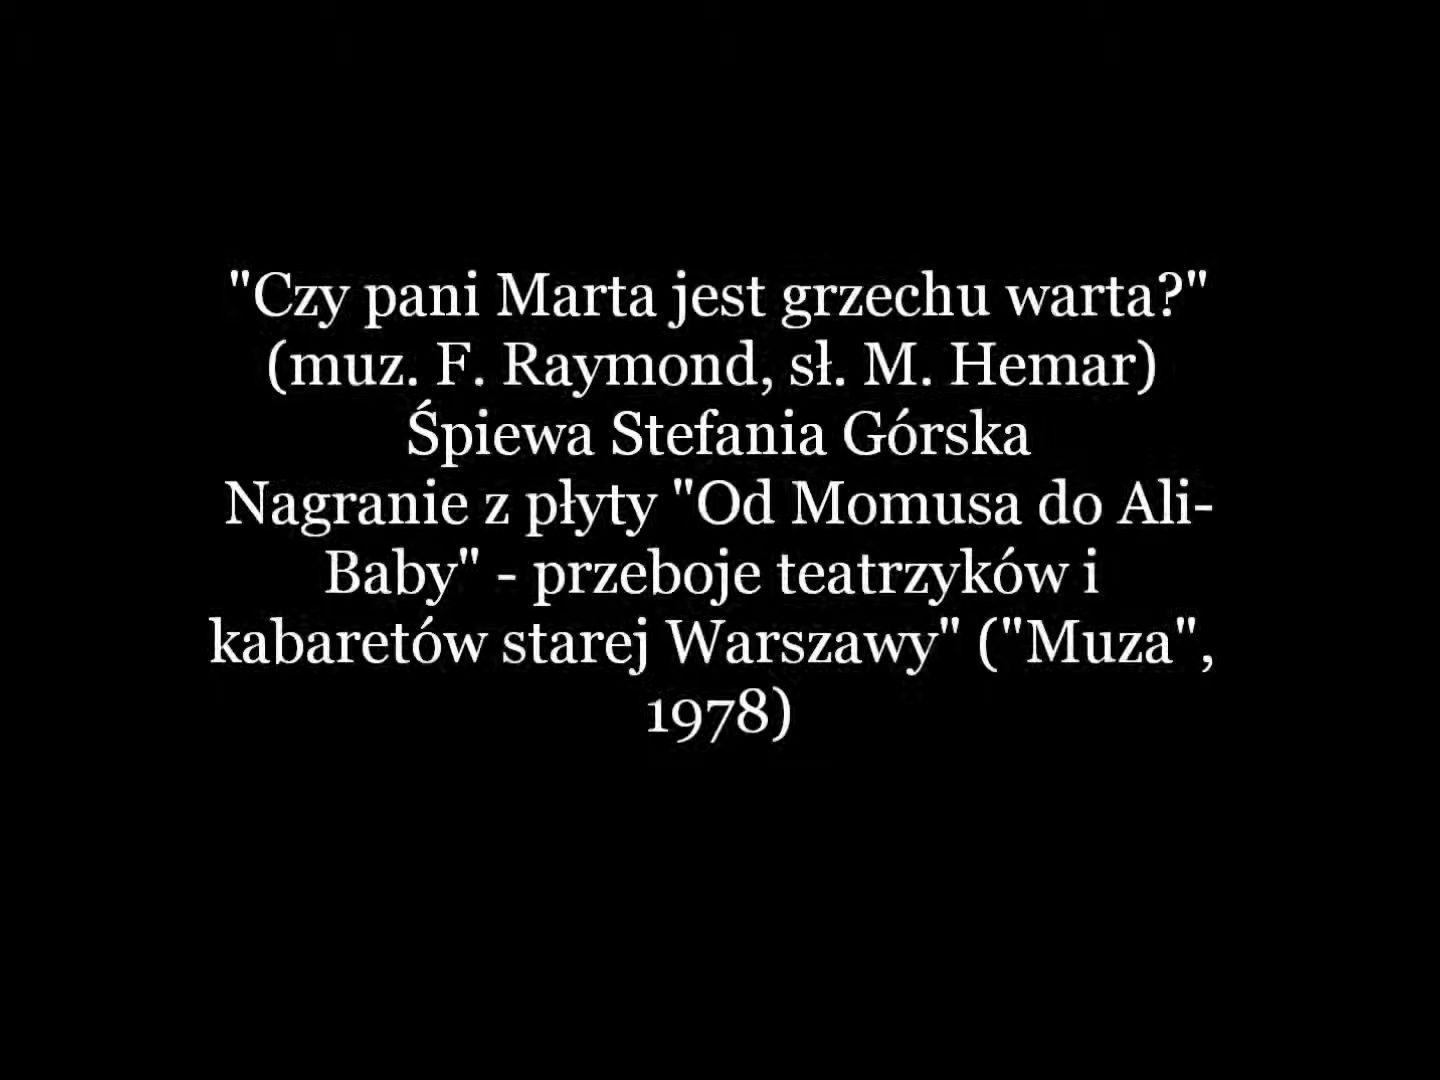 "Czy pani Marta jest grzechu warta?"
(muz. F. Raymond, sł. M. Hemar)
Śpiewa Stefania Górska
Nagranie z płyty "Od Momusa do Ali-
Baby" - przeboje teatrzyków i
kabaretów starej Warszawy" ("Muza",
1978)